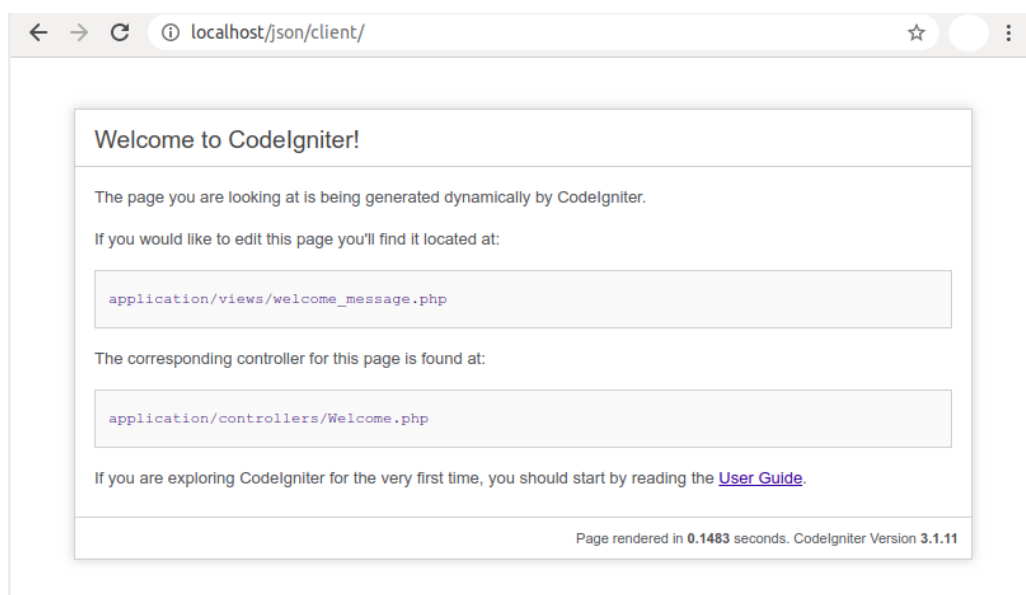 localhost/json/client/
Welcome to CodeIgniter!
The page you are looking at is being generated dynamically by CodeIgniter.
If you would like to edit this page you'll find it located at:
application/views/welcome_message.php
The corresponding controller for this page is found at:
application/controllers/Welcome.php
If you are exploring CodeIgniter for the very first time, you should start by reading the User Guide.
Page rendered in 0.1483 seconds. CodeIgniter Version 3.1.11